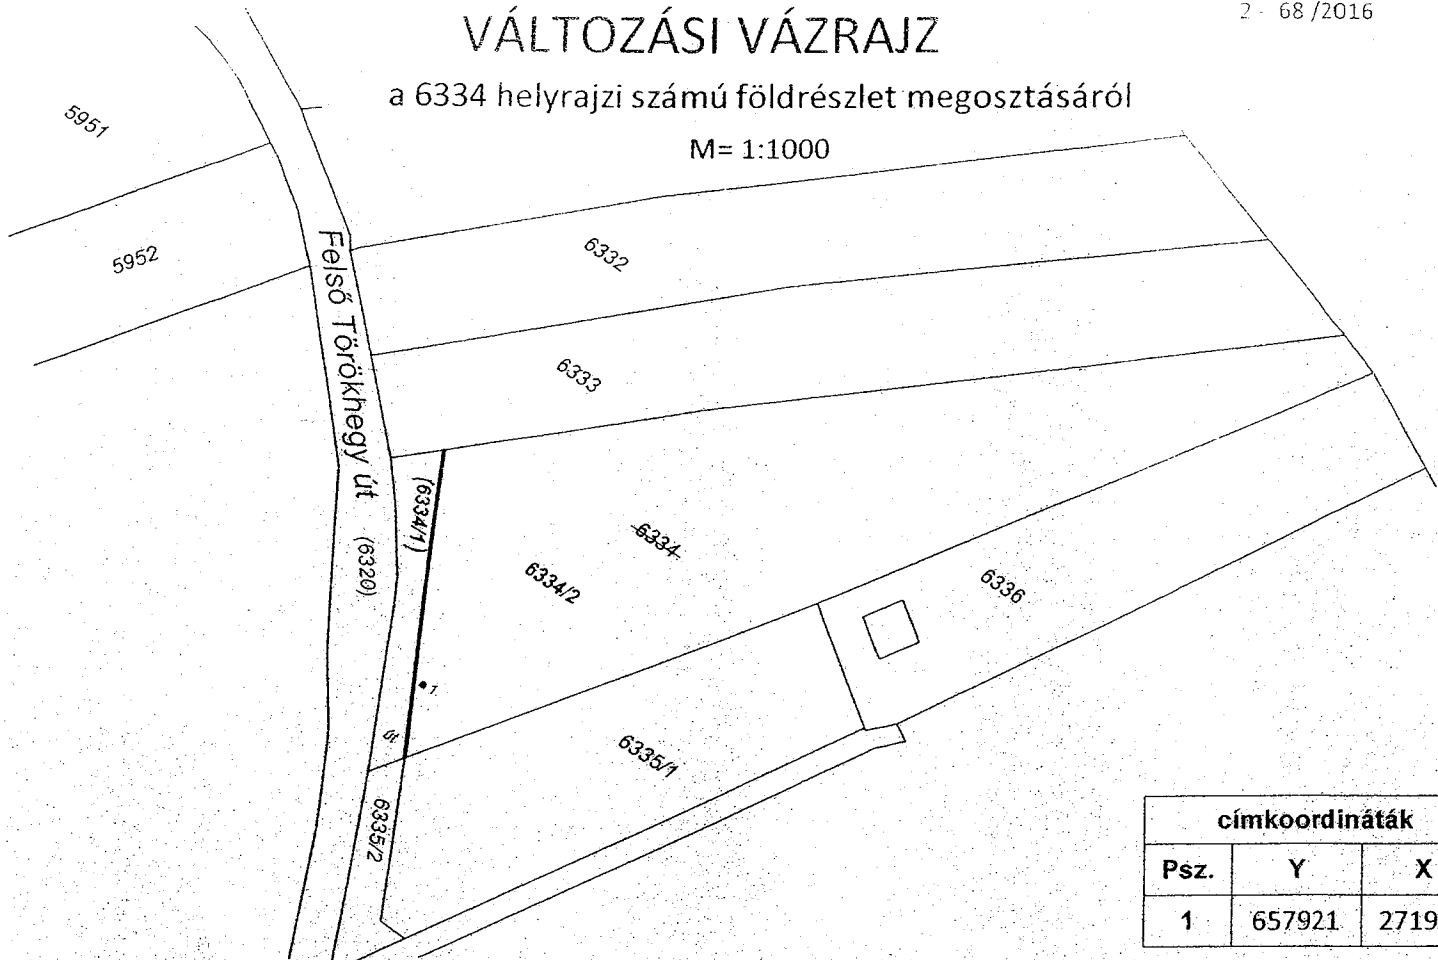 2 - 68 /2016
VÁLTOZÁSI VÁZRAJZ
a 6334 helyrajzi számú földrészlet megosztásáról
M= 1:1000
5951
5952
6332
6333
Felső Törökhegy út
(6320)
(6334/1)
6334
6334/2
6336
1.
út
6335/1
6335/2
címkoordináták
Psz. Y X
1 657921 2719